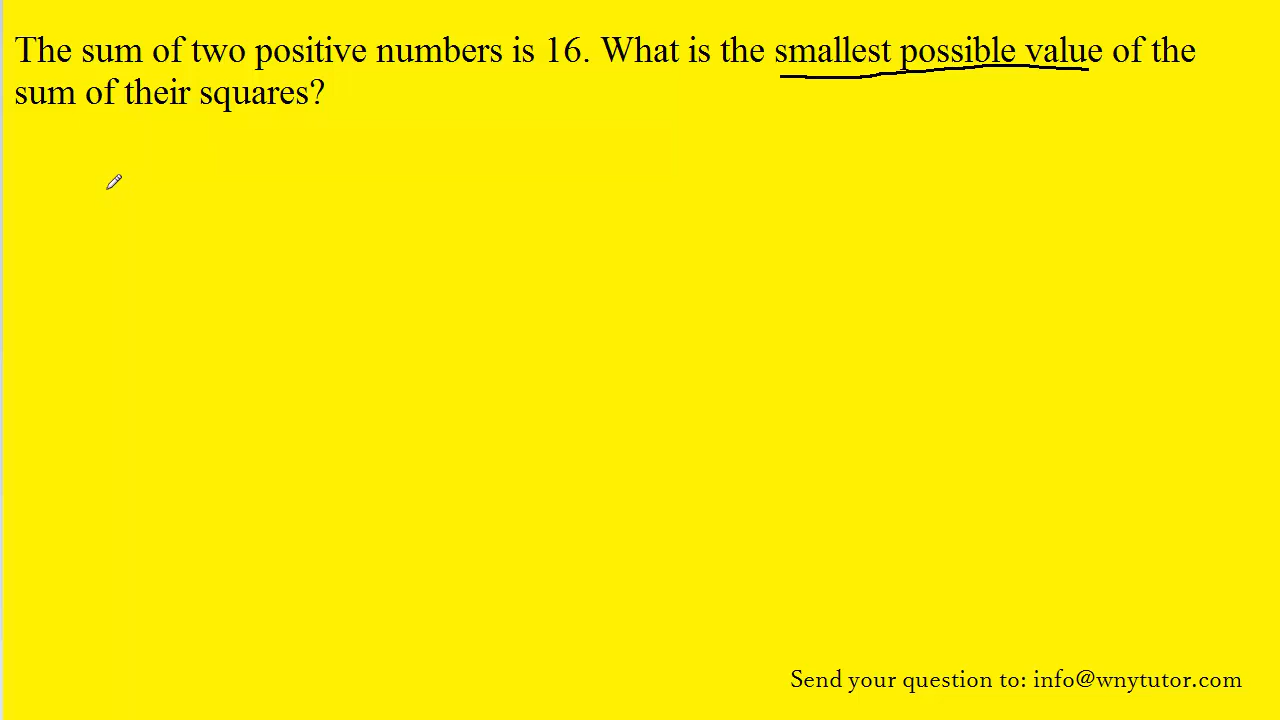 The sum of two positive numbers is 16. What is the smallest possible value of the
sum of their squares?
Send your question to: info@wnytutor.com